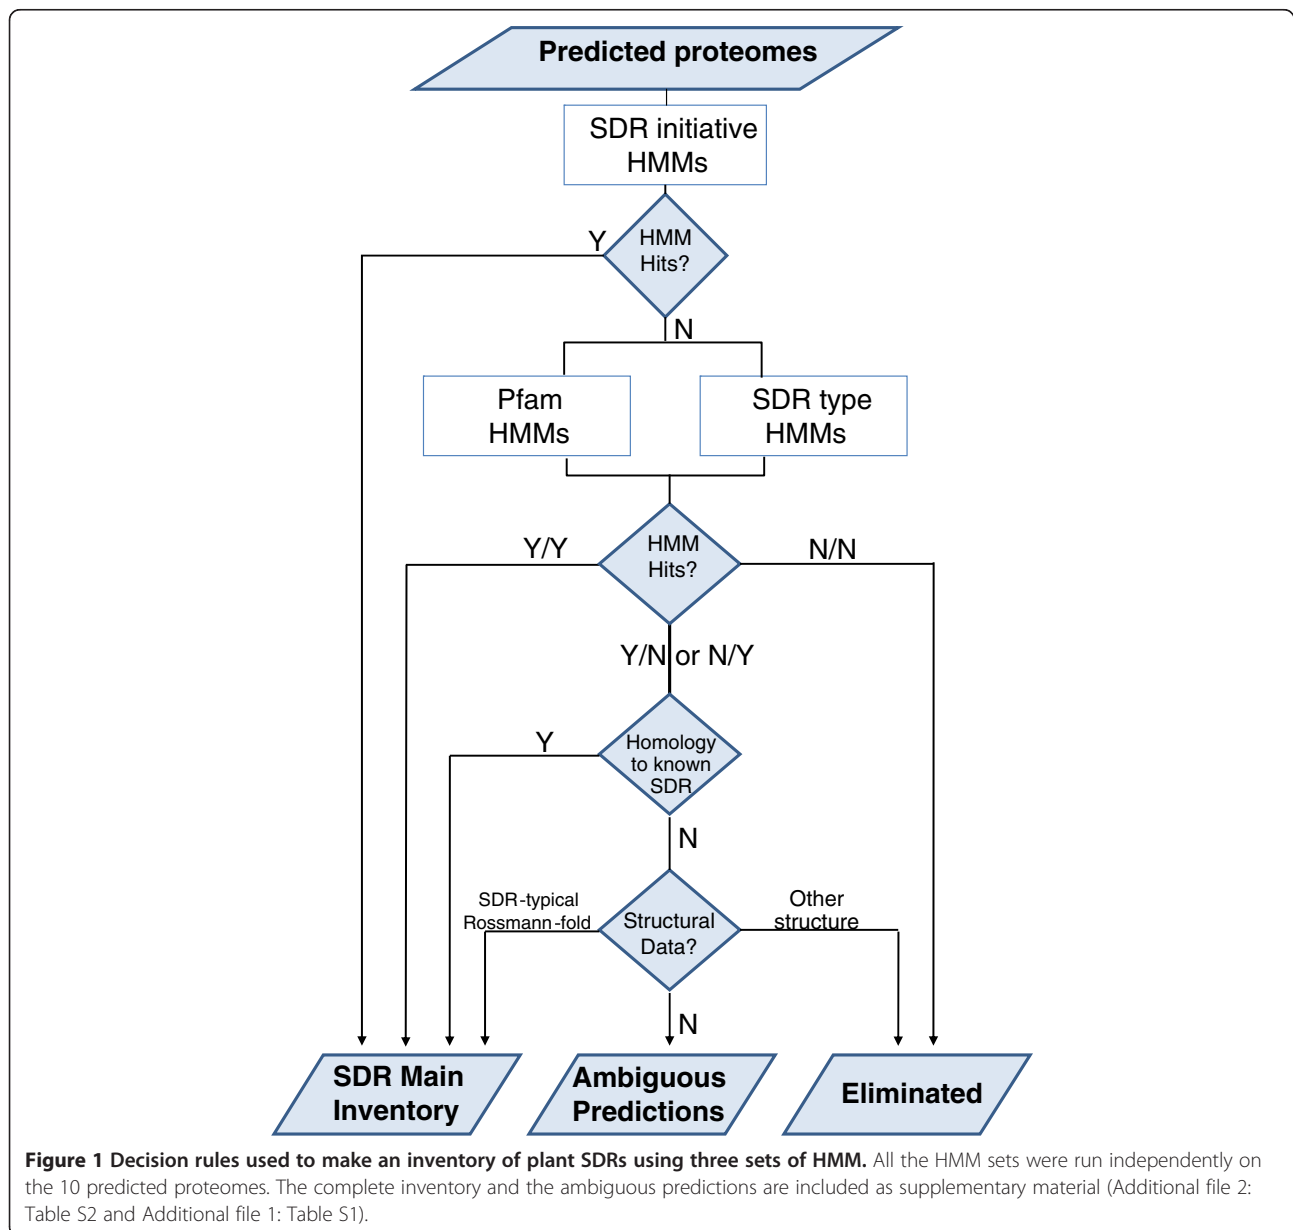 Predicted proteomes
SDR initiative
HMMs
HMM
Hits?
Y
N
Pfam
HMMs
SDR type
HMMs
HMM
Hits?
Y/Y
N/N
Y/N or N/Y
Homology
to known
SDR
Y
N
SDR-typical
Rossmann-fold
Structural
Data?
Other
structure
N
SDR Main
Inventory
Ambiguous
Predictions
Eliminated
Figure 1 Decision rules used to make an inventory of plant SDRs using three sets of HMM. All the HMM sets were run independently on
the 10 predicted proteomes. The complete inventory and the ambiguous predictions are included as supplementary material (Additional file 2:
Table S2 and Additional file 1: Table S1).